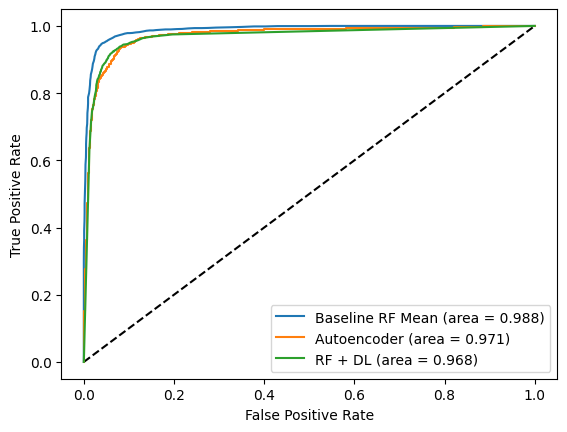 1.0
0.8
0.6
0.4
0.2
0.0
True Positive Rate
Baseline RF Mean (area = 0.988)
Autoencoder (area = 0.971)
RF + DL (area = 0.968)
0.0 0.2 0.4 0.6 0.8 1.0
False Positive Rate